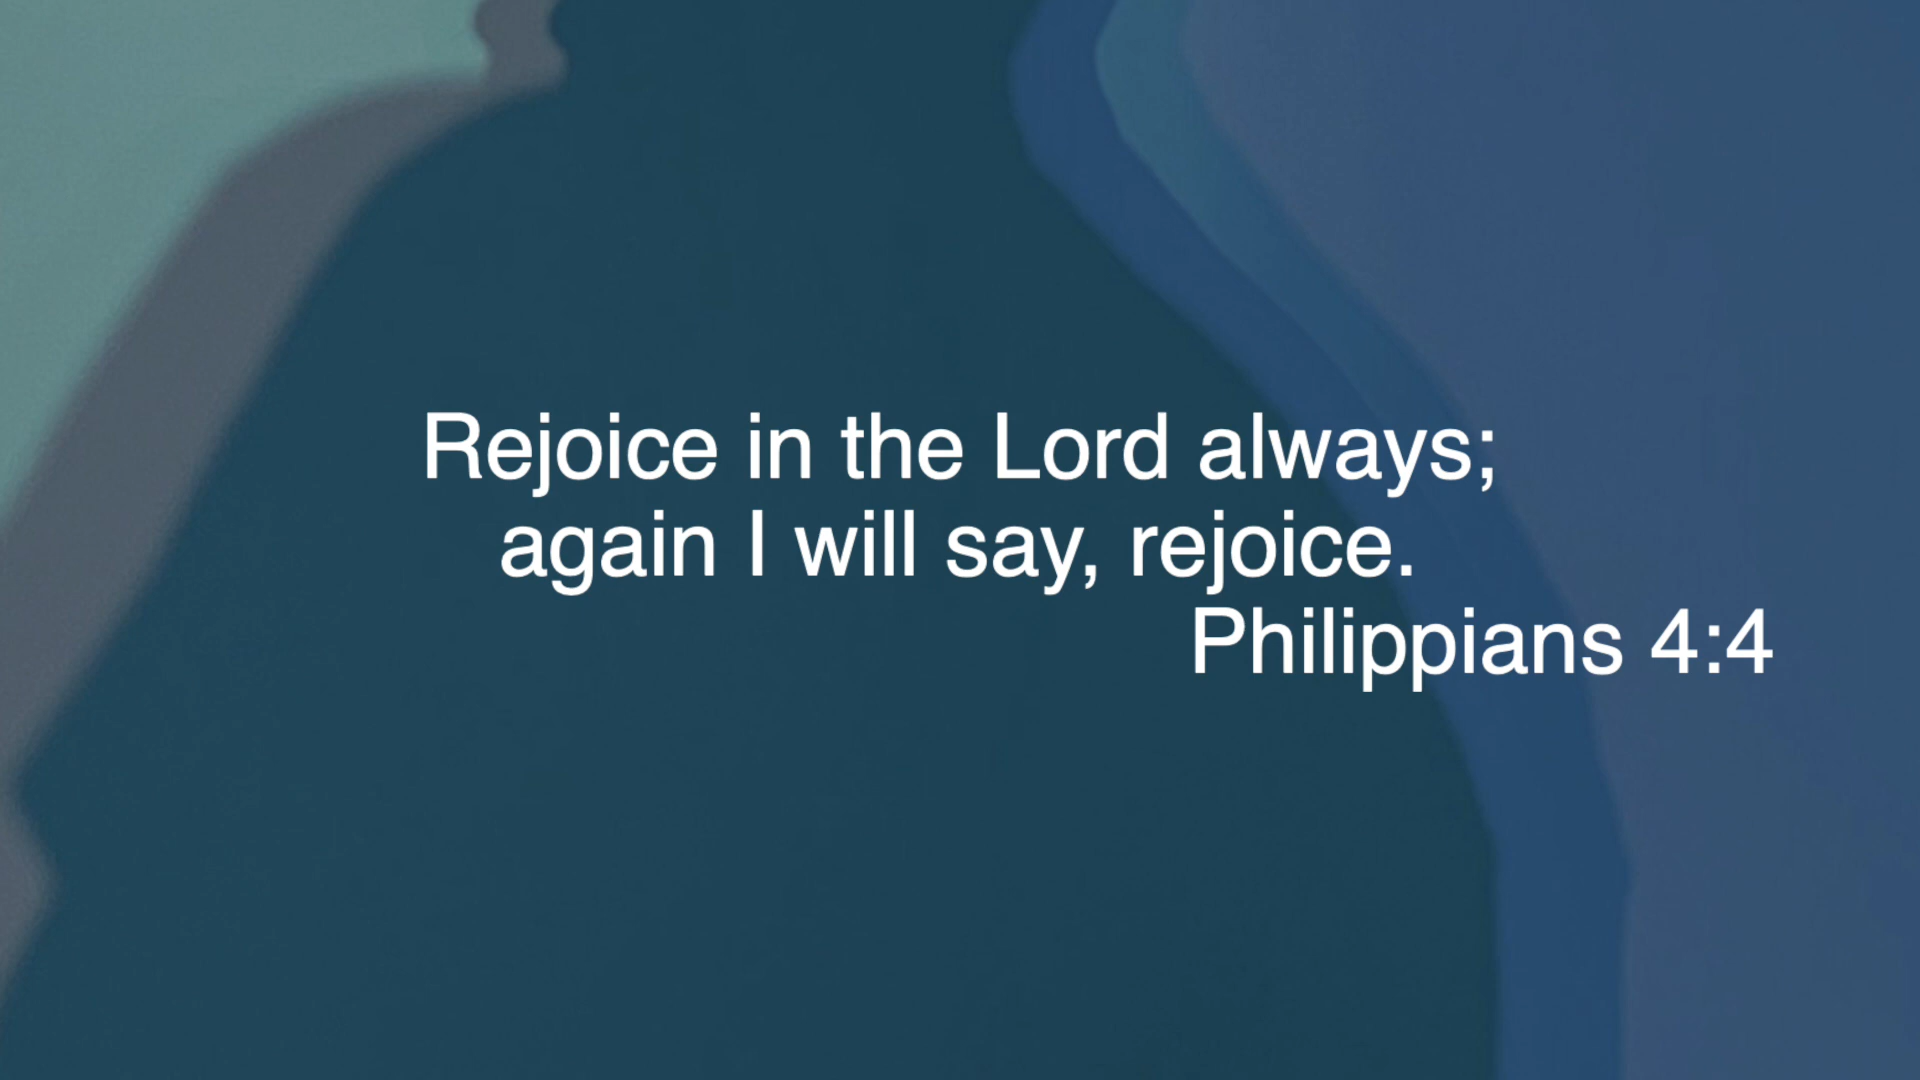 Rejoice in the Lord always;
again I will say, rejoice.
Philippians 4:4